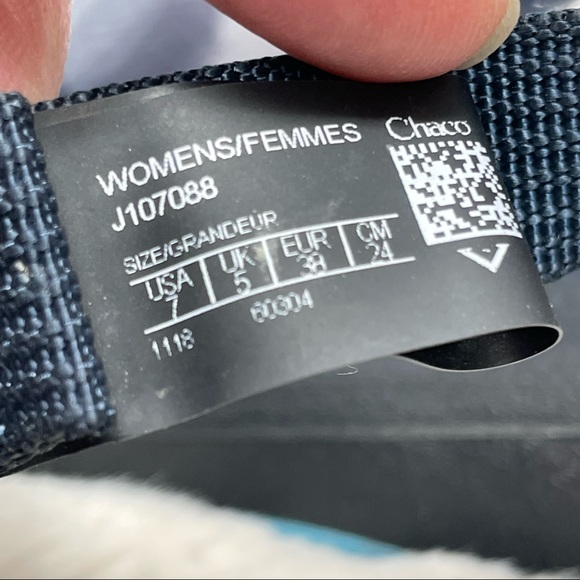 WOMENS/FEMMES
Chaco
J107088
SIZE/GRANDEUR
USA UK EUR CM
7 5 38 24
1118 60304